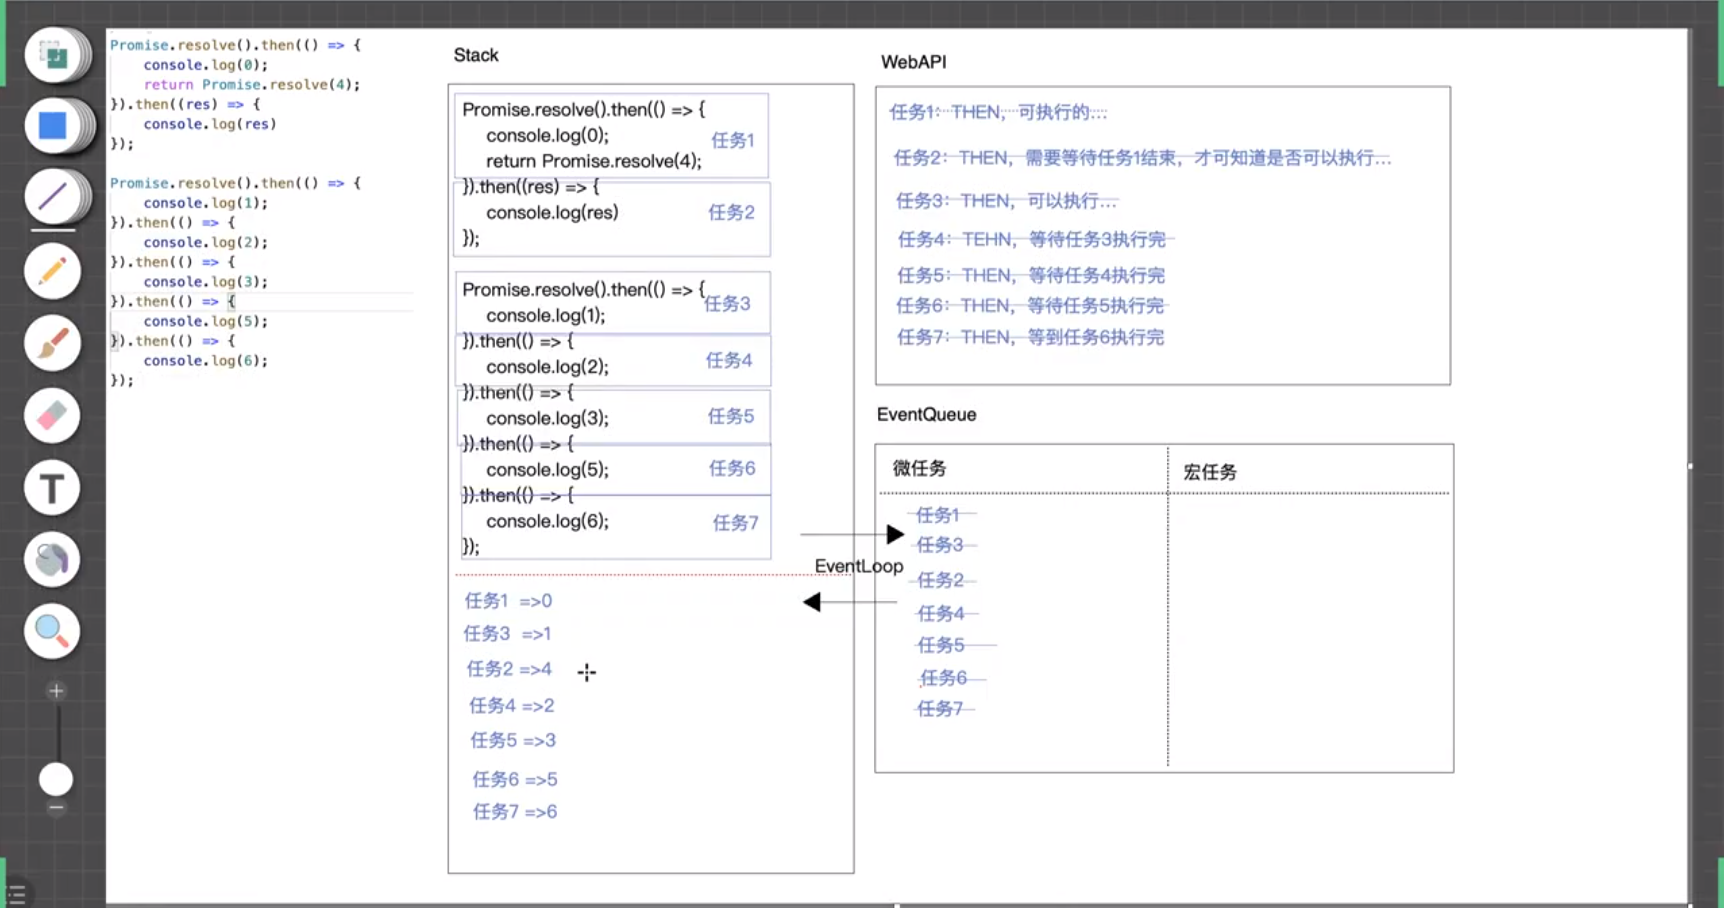 Promise.resolve().then(() => {
    console.log(0);
    return Promise.resolve(4);
}).then((res) => {
    console.log(res)
});
Promise.resolve().then(() => {
    console.log(1);
}).then(() => {
    console.log(2);
}).then(() => {
    console.log(3);
}).then(() => {
    console.log(5);
}).then(() => {
    console.log(6);
});
Stack
Promise.resolve().then(() => {
console.log(0);
任务1
return Promise.resolve(4);
}).then((res) => {
console.log(res)
任务2
});
Promise.resolve().then(() => {
任务3
console.log(1);
}).then(() => {
console.log(2);
任务4
}).then(() => {
console.log(3);
任务5
}).then(() => {
console.log(5);
任务6
}).then(() => {
console.log(6);
任务7
});
任务1 =>0
任务3 =>1
任务2 =>4
任务4 =>2
任务5 =>3
任务6 =>5
任务7 =>6
EventLoop
WebAPI
任务1：THEN，可执行的...
任务2：THEN，需要等待任务1结束，才可知道是否可以执行...
任务3：THEN，可以执行...
任务4：TEHN，等待任务3执行完
任务5：THEN，等待任务4执行完
任务6：THEN，等待任务5执行完
任务7：THEN，等到任务6执行完
EventQueue
微任务
宏任务
任务1
任务3
任务2
任务4
任务5
任务6
任务7
T